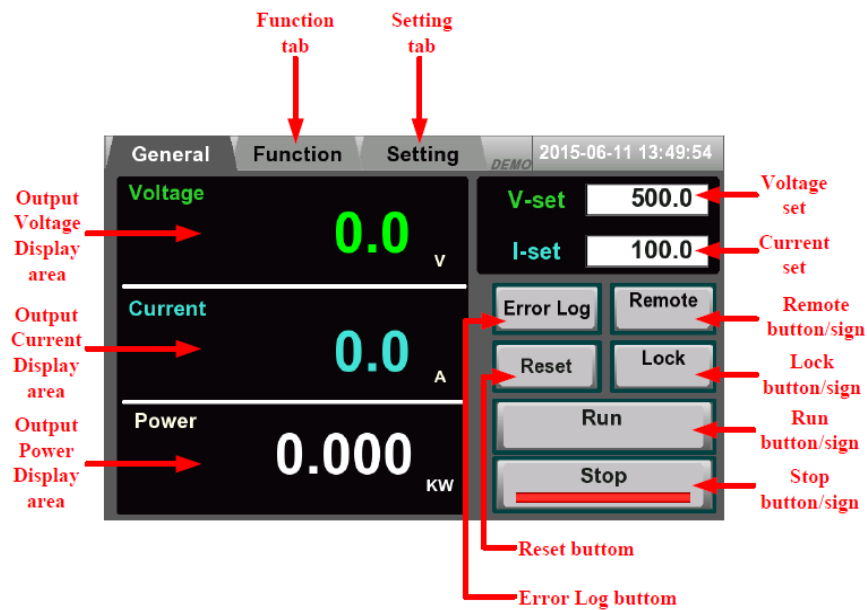 Function
tab
Setting
tab
General
Function
Setting
DEMO
2015-06-11 13:49:54
Output
Voltage
Display
area
Voltage
0.0
V
V-set
500.0
Voltage
set
I-set
100.0
Current
set
Output
Current
Display
area
Current
0.0
A
Error Log
Remote
Remote
button/sign
Reset
Lock
Lock
button/sign
Output
Power
Display
area
Power
0.000
KW
Run
Run
button/sign
Stop
Stop
button/sign
Reset buttom
Error Log buttom